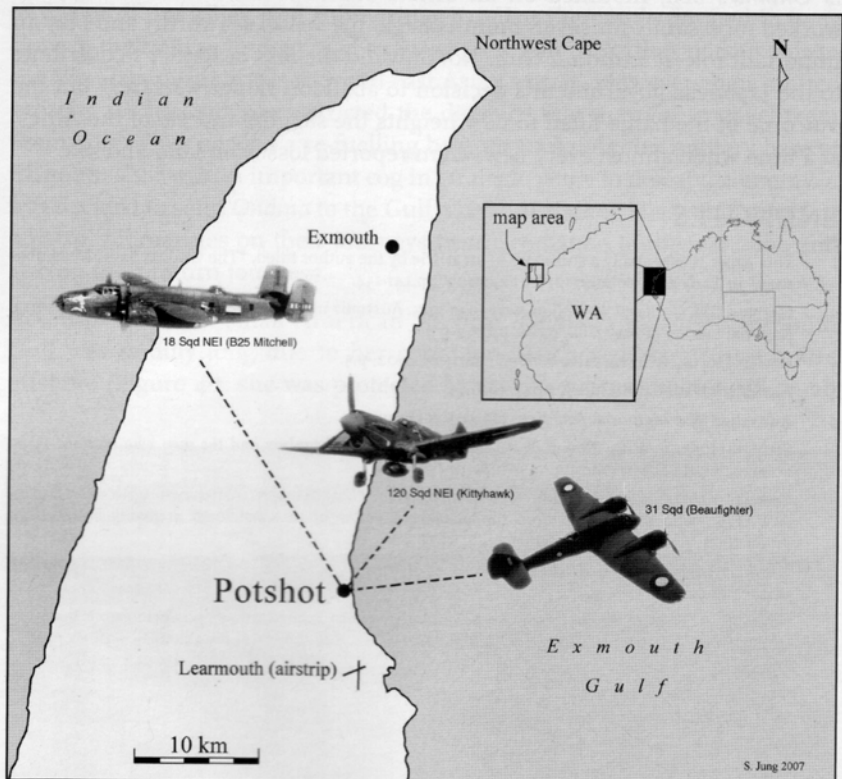 Northwest Cape
N
Indian
Ocean
Exmouth
map area
WA
18 Sqd NEI (B25 Mitchell)
120 Sqd NEI (Kittyhawk)
31 Sqd (Beaufighter)
Potshot
Exmouth
Gulf
Learmouth (airstrip)
10 km
S. Jung 2007